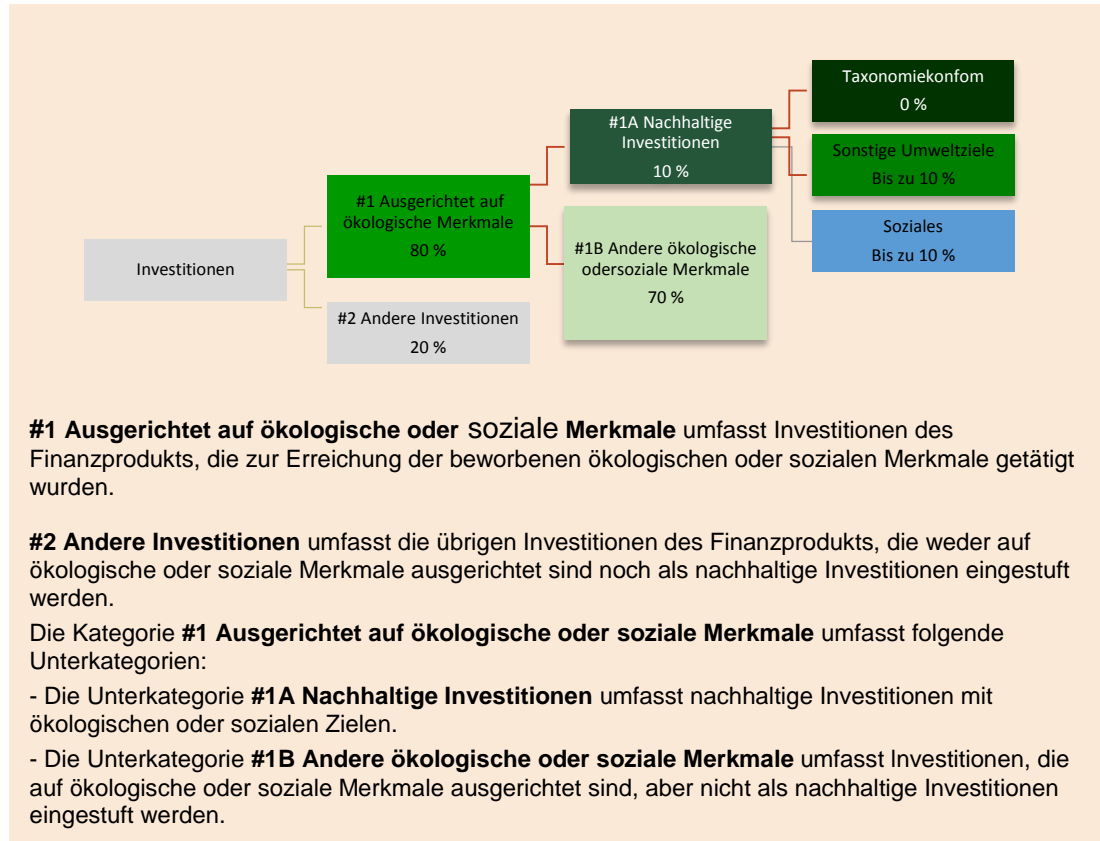 Taxonomiekonfom
0 %
#1A Nachhaltige
Investitionen
10 %
Sonstige Umweltziele
Bis zu 10 %
#1 Ausgerichtet auf
ökologische Merkmale
80 %
Soziales
Bis zu 10 %
#1B Andere ökologische
odersoziale Merkmale
70 %
Investitionen
#2 Andere Investitionen
20 %
#1 Ausgerichtet auf ökologische oder soziale Merkmale umfasst Investitionen des
Finanzprodukts, die zur Erreichung der beworbenen ökologischen oder sozialen Merkmale getätigt
wurden.
#2 Andere Investitionen umfasst die übrigen Investitionen des Finanzprodukts, die weder auf
ökologische oder soziale Merkmale ausgerichtet sind noch als nachhaltige Investitionen eingestuft
werden.
Die Kategorie #1 Ausgerichtet auf ökologische oder soziale Merkmale umfasst folgende
Unterkategorien:
- Die Unterkategorie #1A Nachhaltige Investitionen umfasst nachhaltige Investitionen mit
ökologischen oder sozialen Zielen.
- Die Unterkategorie #1B Andere ökologische oder soziale Merkmale umfasst Investitionen, die
auf ökologische oder soziale Merkmale ausgerichtet sind, aber nicht als nachhaltige Investitionen
eingestuft werden.